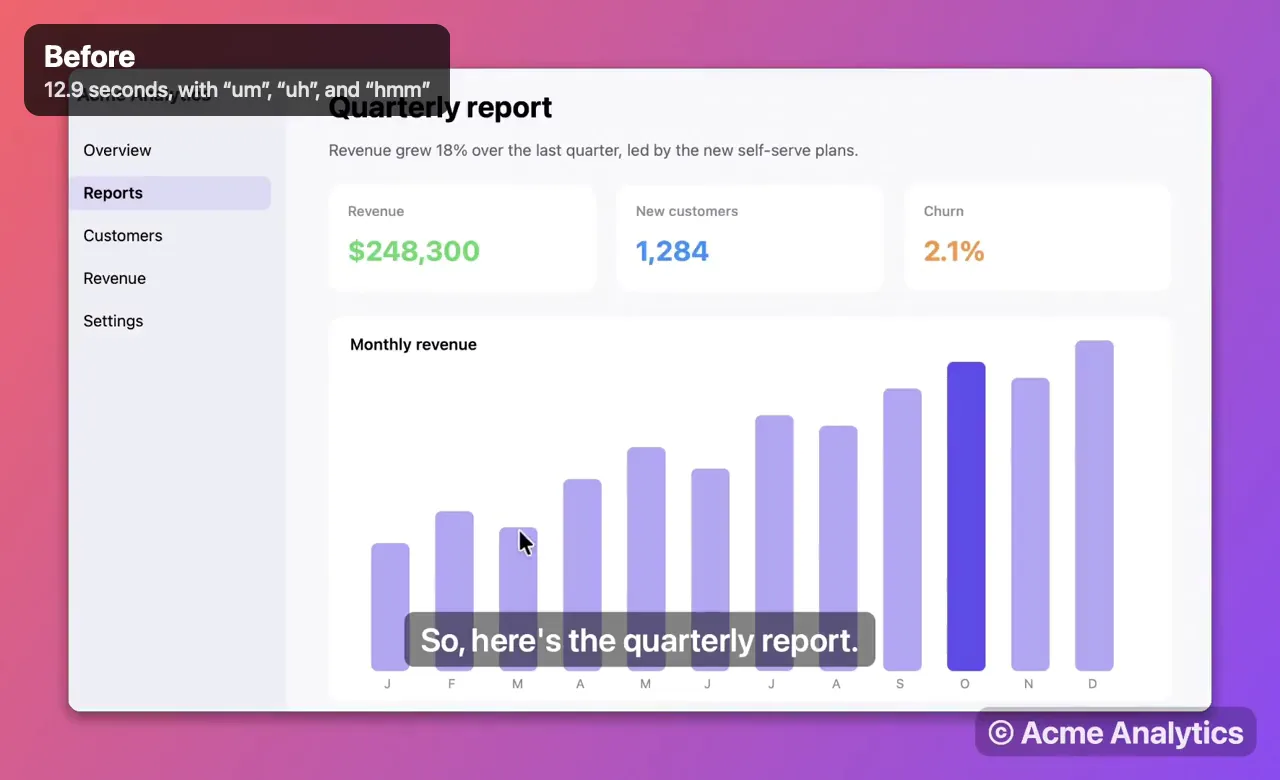 Before
12.9 seconds, with “um”, “uh”, and “hmm”
Acme Analytics
Overview
Reports
Customers
Revenue
Settings
Quarterly report
Revenue grew 18% over the last quarter, led by the new self-serve plans.
Revenue
$248,300
New customers
1,284
Churn
2.1%
Monthly revenue
So, here's the quarterly report.
J F M A M J J A S O N D
© Acme Analytics